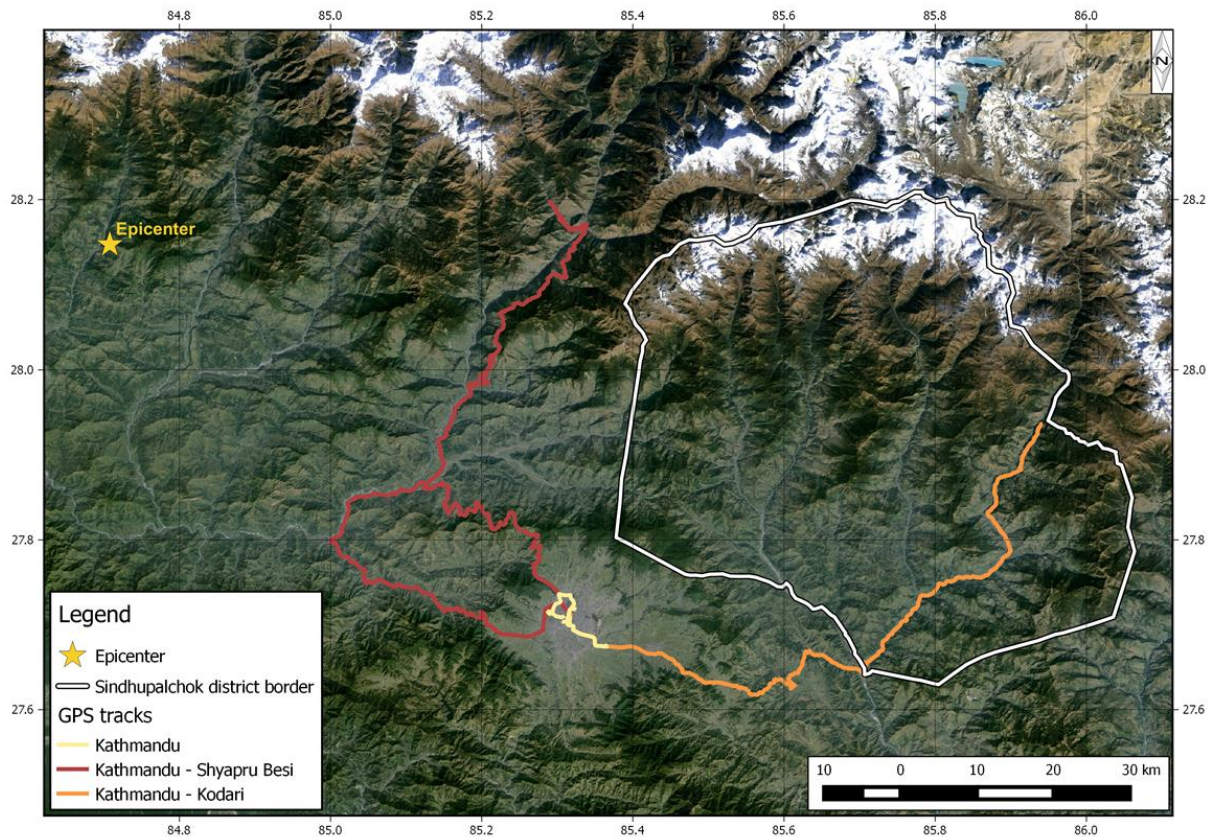 84.8 85.0 85.2 85.4 85.6 85.8 86.0
N
28.2 28.2
Epicenter
28.0 28.0
27.8 27.8
Legend
Epicenter
Sindhupalchok district border
27.6 27.6
GPS tracks
Kathmandu
Kathmandu - Shyapru Besi
Kathmandu - Kodari
10 0 10 20 30 km
84.8 85.0 85.2 85.4 85.6 85.8 86.0